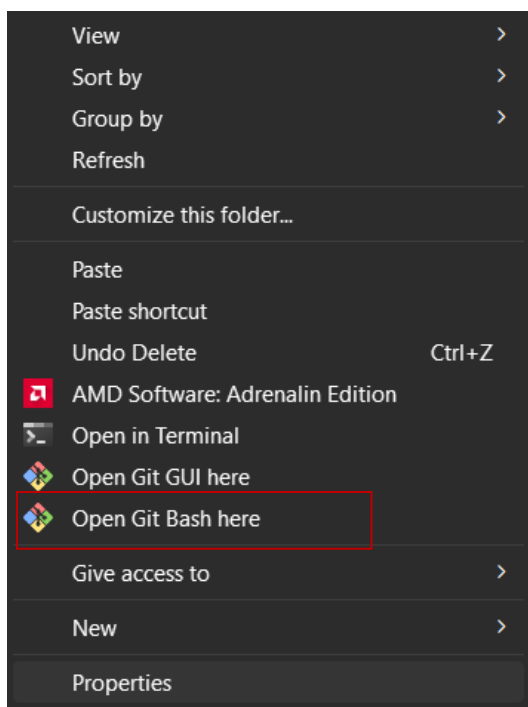 View
Sort by
Group by
Refresh
Customize this folder...
Paste
Paste shortcut
Undo Delete Ctrl+Z
AMD Software: Adrenalin Edition
Open in Terminal
Open Git GUI here
Open Git Bash here
Give access to
New
Properties